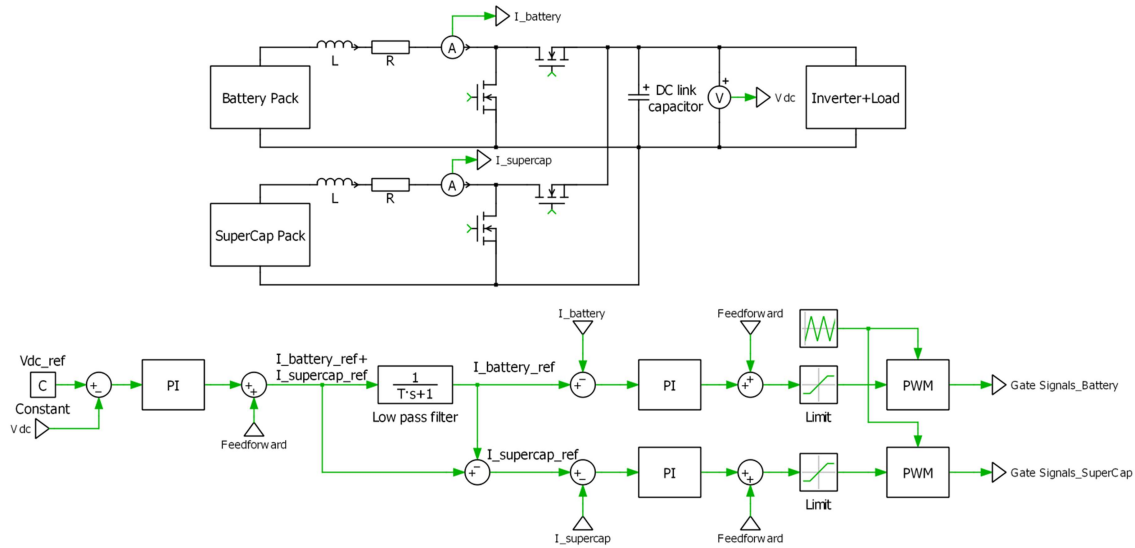 I_battery
A
L
R
Battery Pack
+
DC link
capacitor
+
V
Vdc
Inverter+Load
I_supercap
A
L
R
SuperCap Pack
I_battery
Feedforward
Vdc_ref
C
Constant
Vdc
+
−
PI
+
+
Feedforward
I_battery_ref+
I_supercap_ref
1
T·s+1
Low pass filter
I_battery_ref
+
−
PI
+
+
Limit
PWM
Gate Signals_Battery
+
−
I_supercap_ref
+
−
PI
+
+
Limit
PWM
Gate Signals_SuperCap
I_supercap
Feedforward